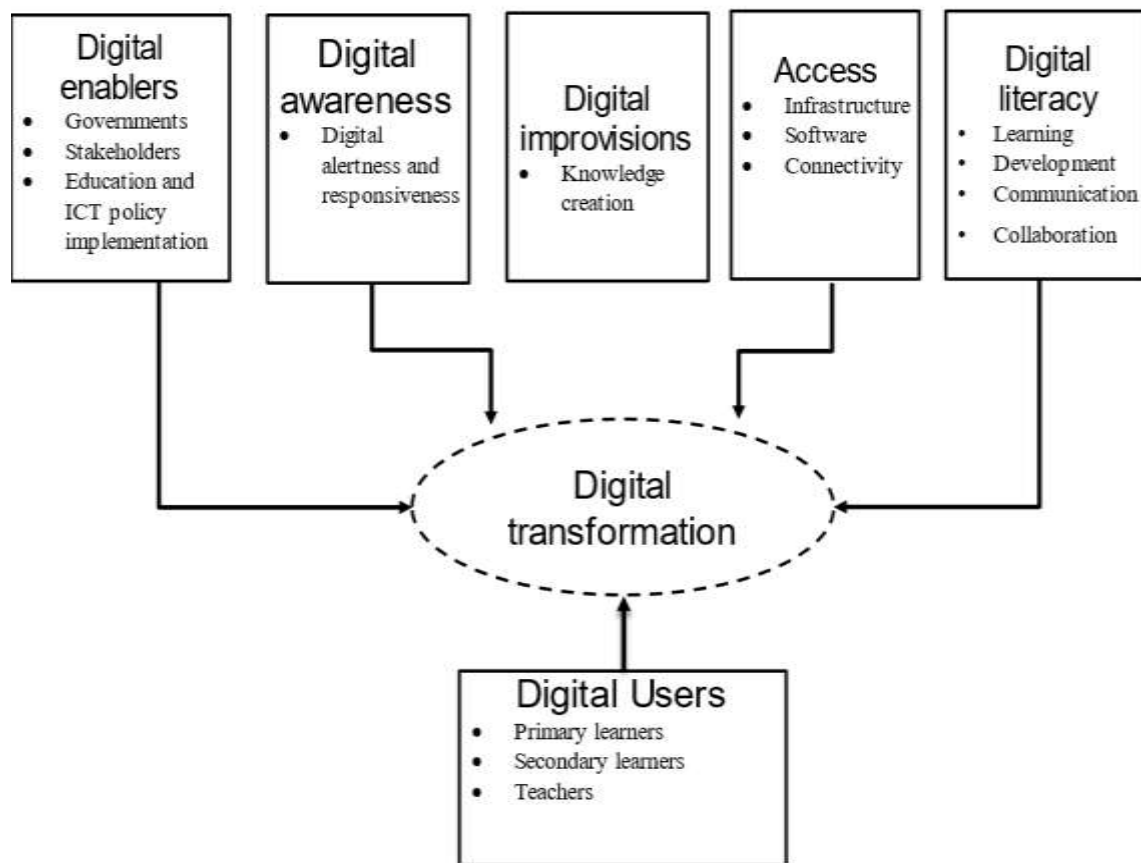 Digital
enablers
• Governments
• Stakeholders
• Education and
ICT policy
implementation
Digital
awareness
• Digital
alertness and
responsiveness
Digital
improvisions
• Knowledge
creation
Access
• Infrastructure
• Software
• Connectivity
Digital
literacy
• Learning
• Development
• Communication
• Collaboration
Digital
transformation
Digital Users
• Primary learners
• Secondary learners
• Teachers